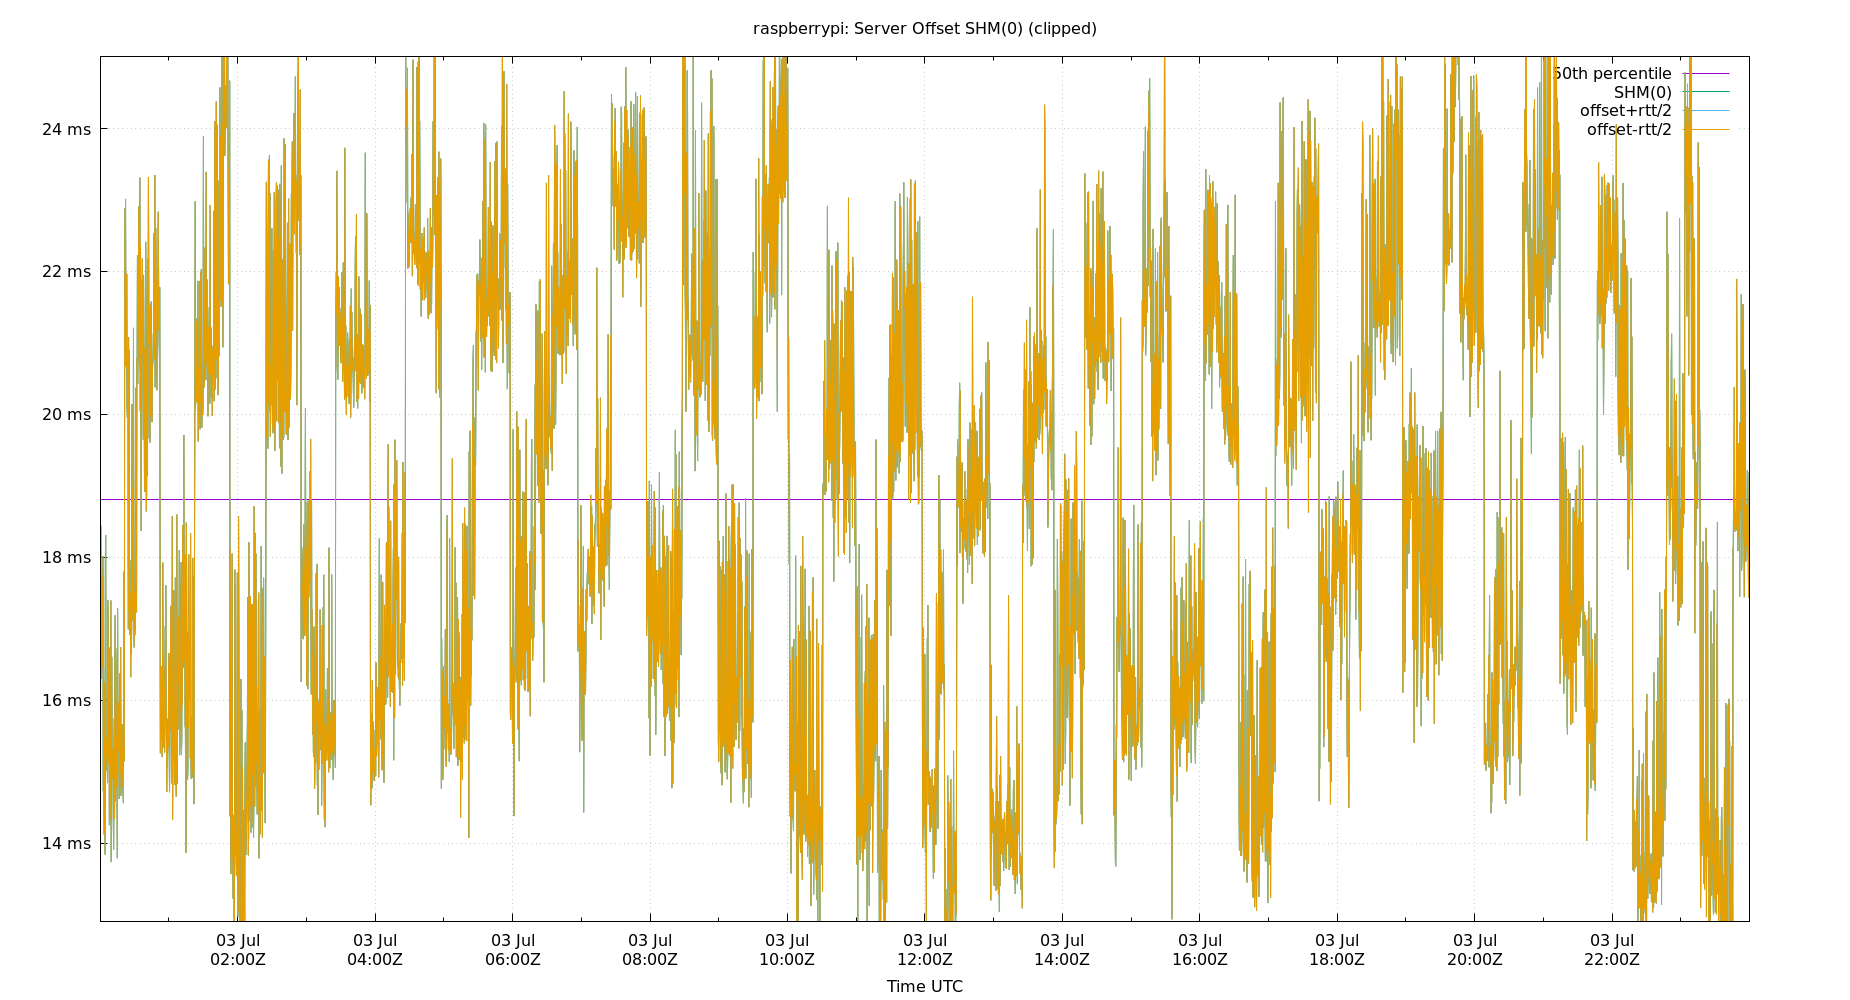 raspberrypi: Server Offset SHM(0) (clipped)
50th percentile
SHM(0)
offset+rtt/2
offset-rtt/2
24 ms
22 ms
20 ms
18 ms
16 ms
14 ms
03 Jul 03 Jul 03 Jul 03 Jul 03 Jul 03 Jul 03 Jul 03 Jul 03 Jul 03 Jul 03 Jul
02:00Z 04:00Z 06:00Z 08:00Z 10:00Z 12:00Z 14:00Z 16:00Z 18:00Z 20:00Z 22:00Z
Time UTC